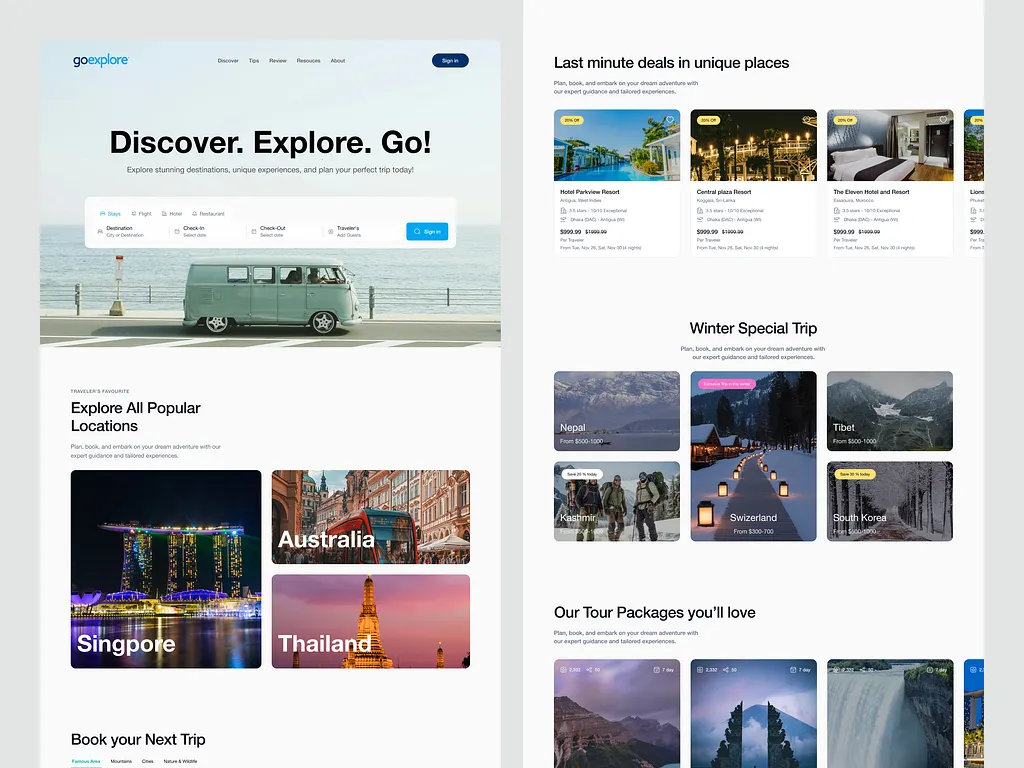 goexplore
Discover Tips Review Resouces About
Sign in
Discover. Explore. Go!
Explore stunning destinations, unique experiences, and plan your perfect trip today!
Stays Flight Hotel Restaurant
Destination
City or Destination
Check-In
Select date
Check-Out
Select date
Traveler's
Add Guests
Sign in
TRAVELER'S FAVOURITE
Explore All Popular
Locations
Plan, book, and embark on your dream adventure with our
expert guidance and tailored experiences.
Singpore
Australia
Thailand
Book your Next Trip
Famous Area Mountains Cities Nature & Wildlife
Last minute deals in unique places
Plan, book, and embark on your dream adventure with
our expert guidance and tailored experiences.
20% Off
Hotel Parkview Resort
Antigua, West Indies
3.5 stars - 10/10 Exceptional
Dhaka (DAC) - Antigua (WI)
$999.99 $1999.99
Per Traveler
From Tue, Nov 26, Sat, Nov 30 (4 nights)
20% Off
Central plaza Resort
Koggala, Sri-Lanka
3.5 stars - 10/10 Exceptional
Dhaka (DAC) - Antigua (WI)
$999.99 $1999.99
Per Traveler
From Tue, Nov 26, Sat, Nov 30 (4 nights)
20% Off
The Eleven Hotel and Resort
Essaouira, Morocco
3.5 stars - 10/10 Exceptional
Dhaka (DAC) - Antigua (WI)
$999.99 $1999.99
Per Traveler
From Tue, Nov 26, Sat, Nov 30 (4 nights)
20%
Lions
Phuket
$999.
Per Tra
From Tu
Winter Special Trip
Plan, book, and embark on your dream adventure with
our expert guidance and tailored experiences.
Nepal
From $500-1000
Save 20 % today
Kashmir
Exclusive Trip in this winter
Swizerland
From $300-700
Tibet
From $500-1000
Save 30 % today
South Korea
From $600-1000
Our Tour Packages you'll love
Plan, book, and embark on your dream adventure with
our expert guidance and tailored experiences.
2,332 50 7 day
2,332 50 7 day
2,332 50 7 day